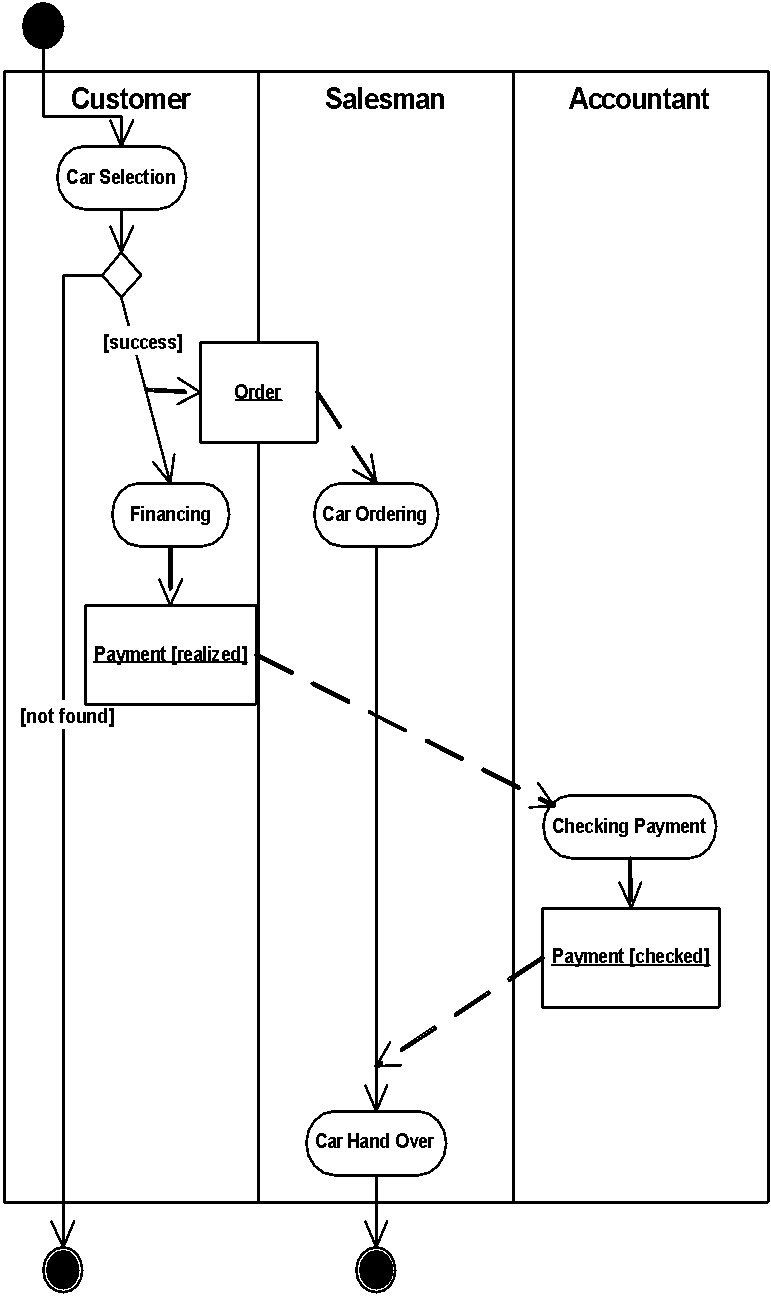 Customer
Salesman
Accountant
Car Selection
[success]
Order
Financing
Car Ordering
Payment [realized]
[not found]
Checking Payment
Payment [checked]
Car Hand Over